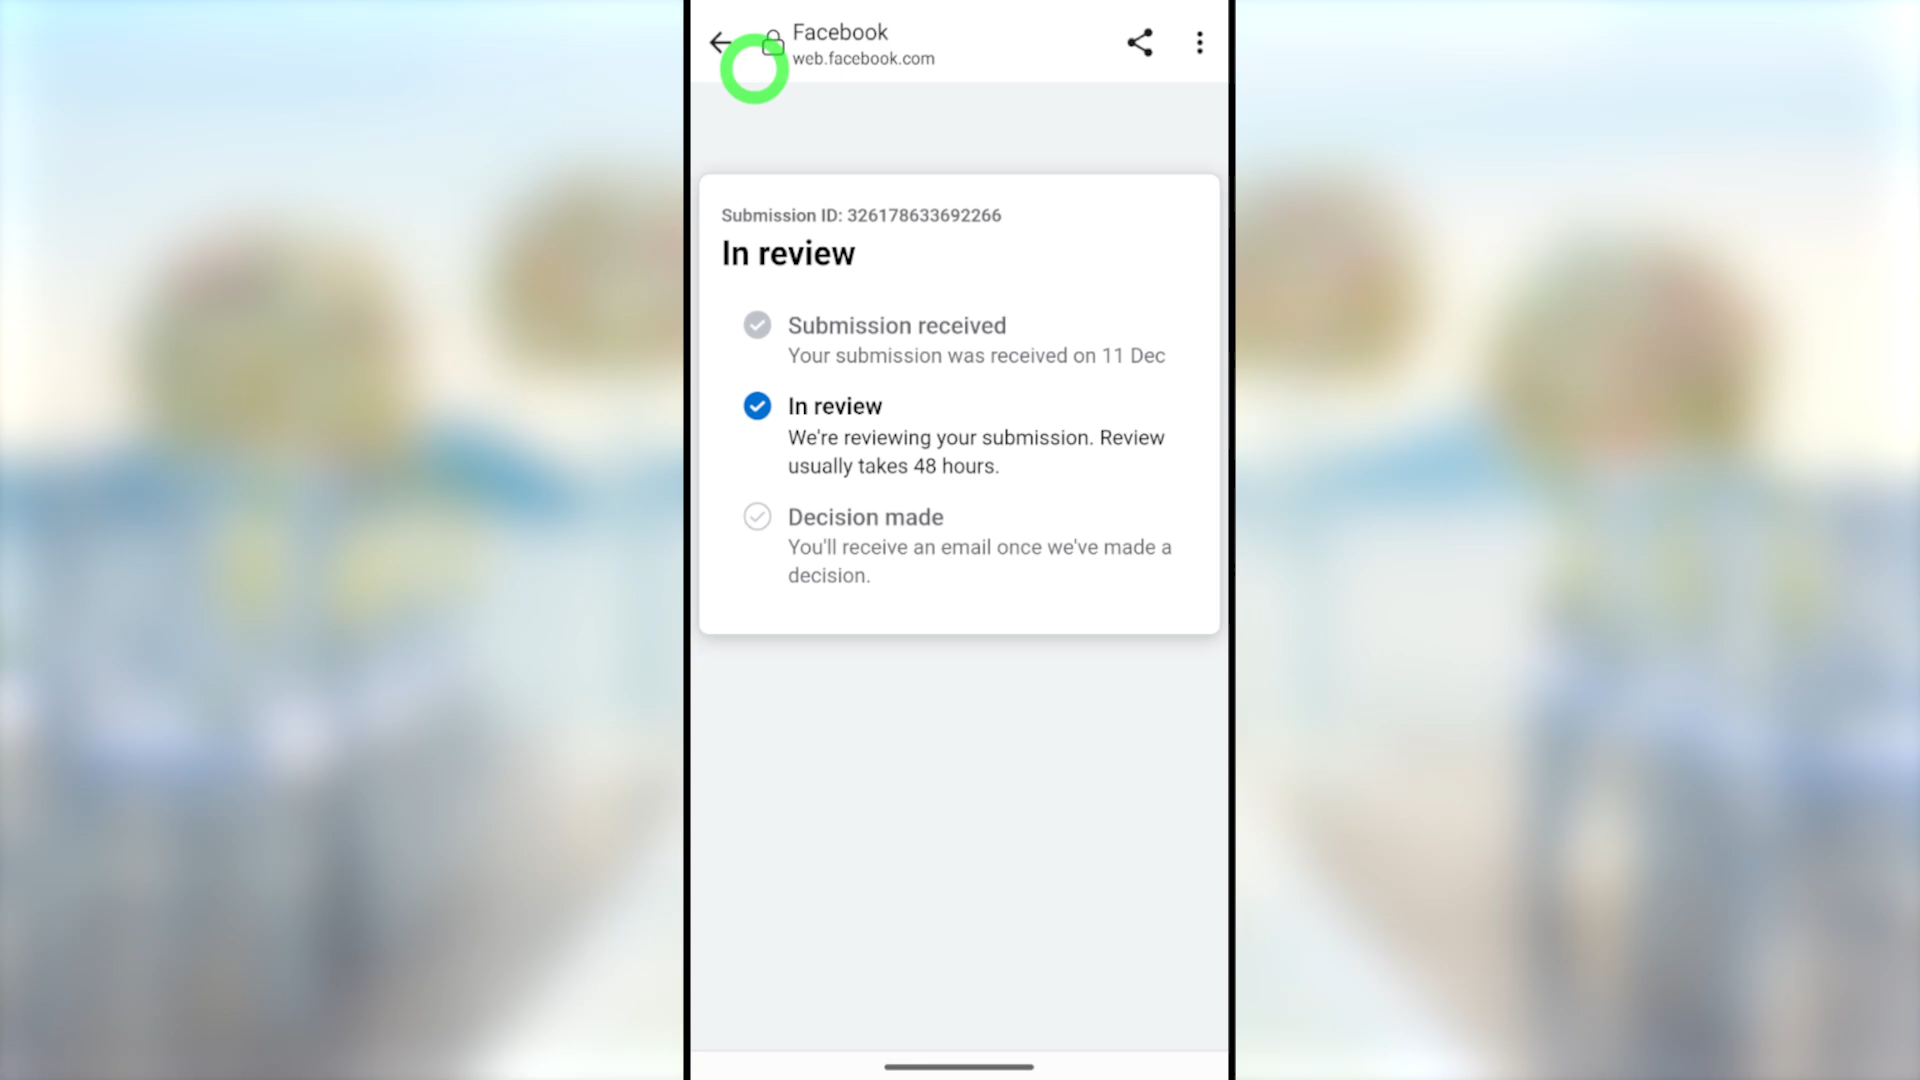 Facebook
web.facebook.com
Submission ID: 326178633692266
In review
Submission received
Your submission was received on 11 Dec
In review
We're reviewing your submission. Review
usually takes 48 hours.
Decision made
You'll receive an email once we've made a
decision.